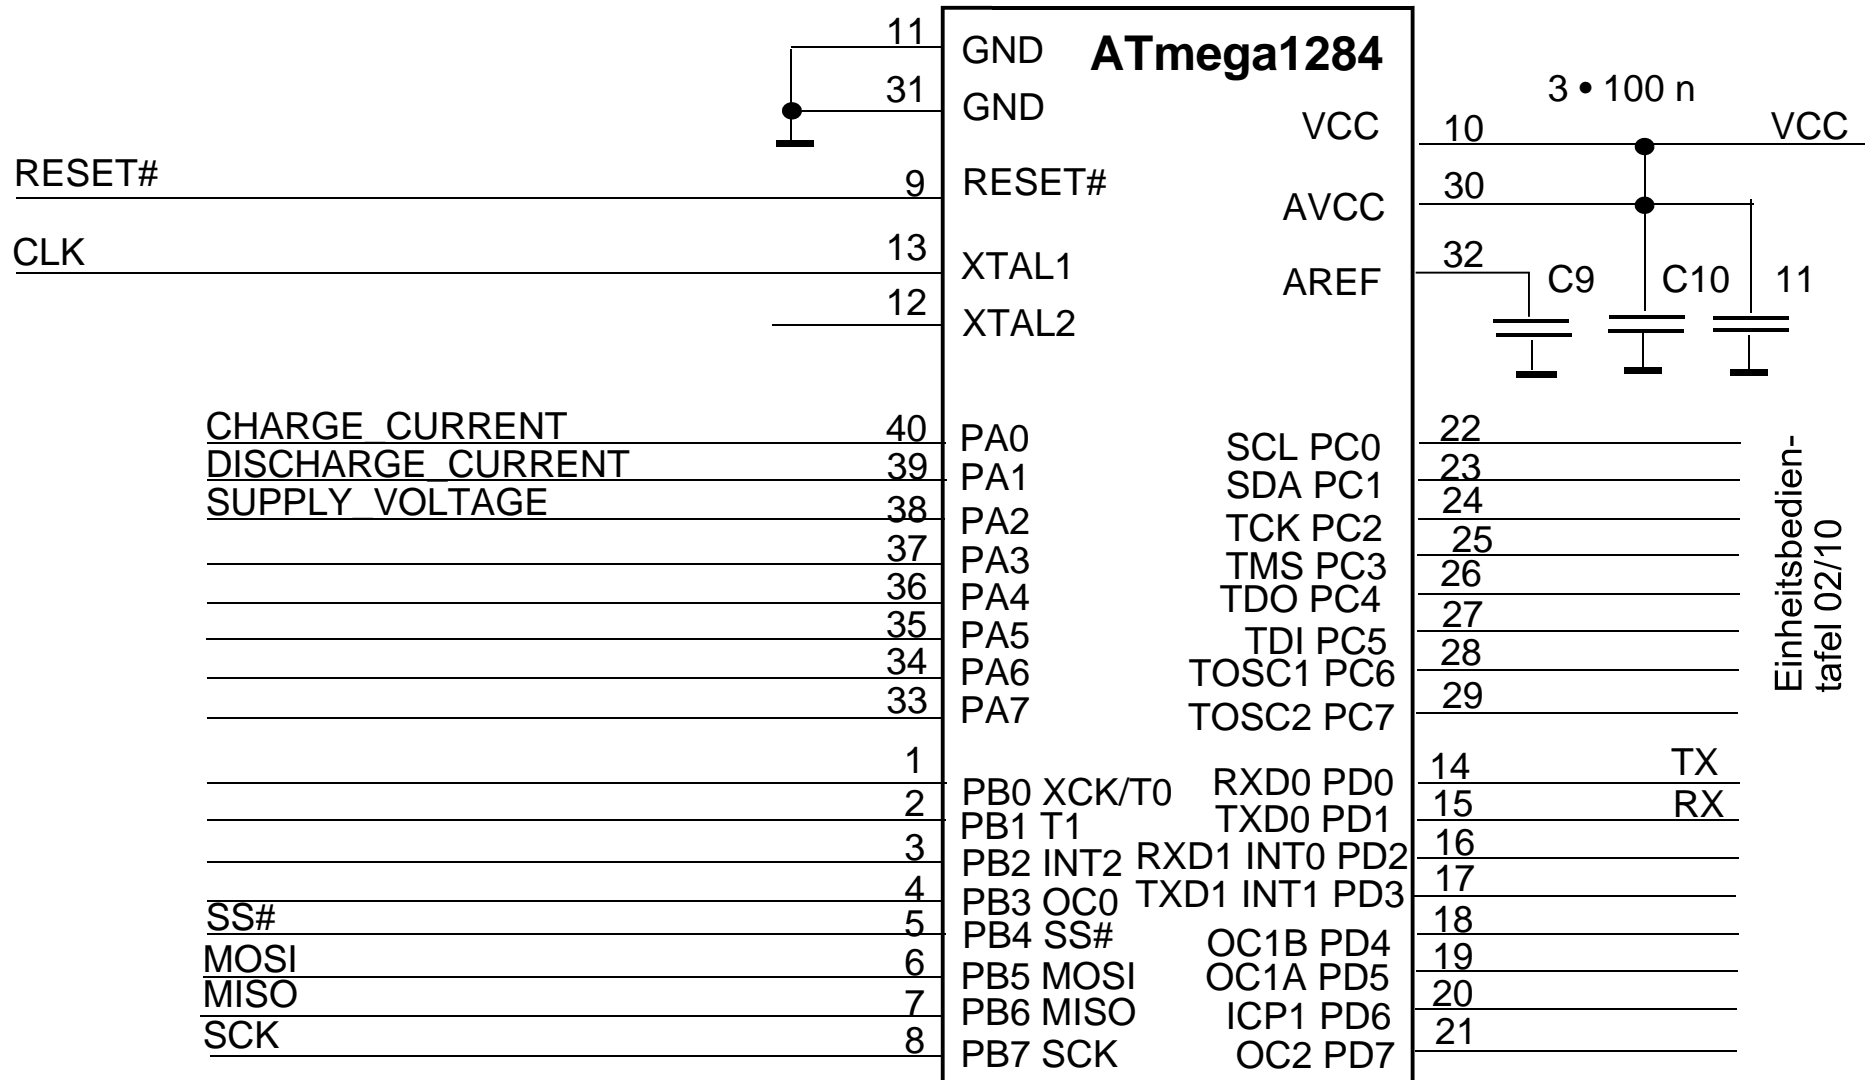 11 GND ATmega1284
31 GND
3 • 100 n
VCC 10 VCC
RESET# 9 RESET#
AVCC 30
CLK 13 XTAL1
AREF 32 C9 C10 11
12 XTAL2
CHARGE_CURRENT 40 PA0 SCL PC0 22
DISCHARGE_CURRENT 39 PA1 SDA PC1 23
SUPPLY_VOLTAGE 38 PA2 TCK PC2 24
37 PA3 TMS PC3 25
36 PA4 TDO PC4 26
35 PA5 TDI PC5 27
34 PA6 TOSC1 PC6 28
33 PA7 TOSC2 PC7 29
Einheitsbedien-
tafel 02/10
1 PB0 XCK/T0 RXD0 PD0 14 TX
2 PB1 T1 TXD0 PD1 15 RX
3 PB2 INT2 RXD1 INT0 PD2 16
4 PB3 OC0 TXD1 INT1 PD3 17
SS# 5 PB4 SS# OC1B PD4 18
MOSI 6 PB5 MOSI OC1A PD5 19
MISO 7 PB6 MISO ICP1 PD6 20
SCK 8 PB7 SCK OC2 PD7 21